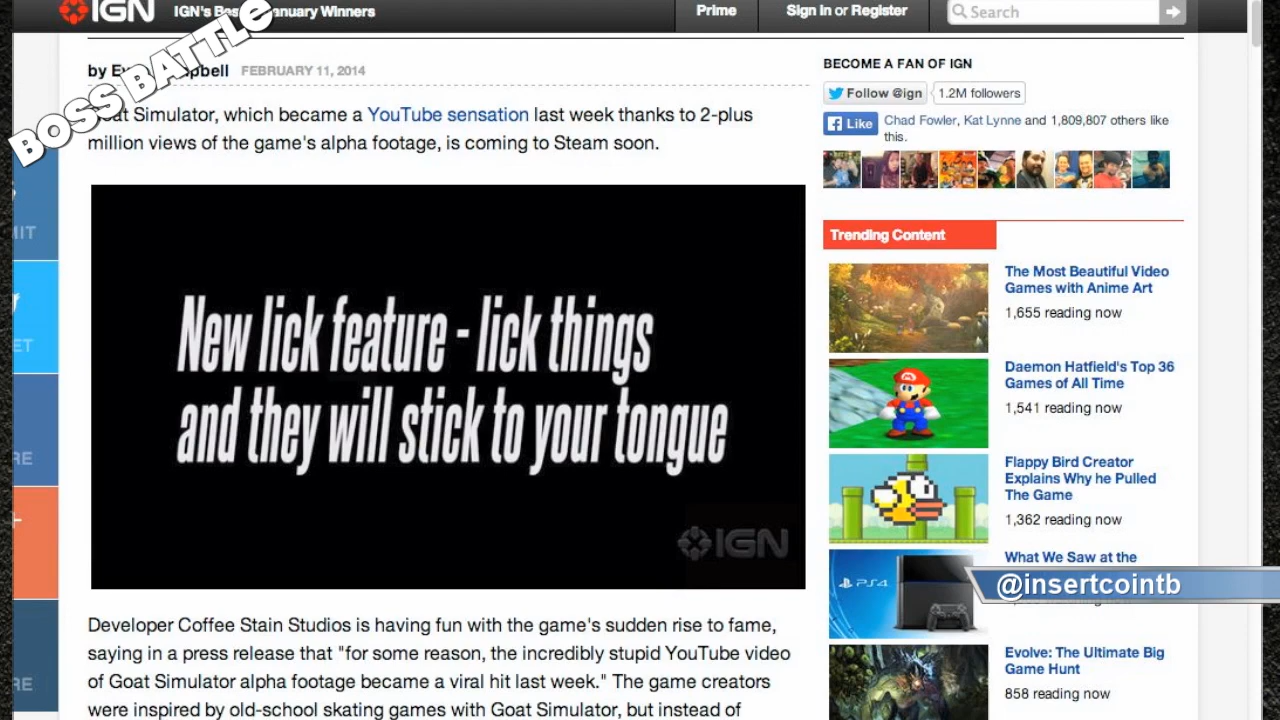 IGN
IGN's Best January Winners
Prime
Sign In or Register
Search
BOSS BATTLE
by
FEBRUARY 11, 2014
Goat Simulator, which became a YouTube sensation last week thanks to 2-plus
million views of the game's alpha footage, is coming to Steam soon.
New lick feature - lick things
and they will stick to your tongue
IGN
Developer Coffee Stain Studios is having fun with the game's sudden rise to fame,
saying in a press release that "for some reason, the incredibly stupid YouTube video
of Goat Simulator alpha footage became a viral hit last week." The game creators
were inspired by old-school skating games with Goat Simulator, but instead of
BECOME A FAN OF IGN
Follow @ign
1.2M followers
Like
Chad Fowler, Kat Lynne and 1,809,807 others like
this.
Trending Content
The Most Beautiful Video
Games with Anime Art
1,655 reading now
Daemon Hatfield's Top 36
Games of All Time
1,541 reading now
Flappy Bird Creator
Explains Why he Pulled
The Game
1,362 reading now
PS4
What We Saw at the
@insertcointb
Evolve: The Ultimate Big
Game Hunt
858 reading now